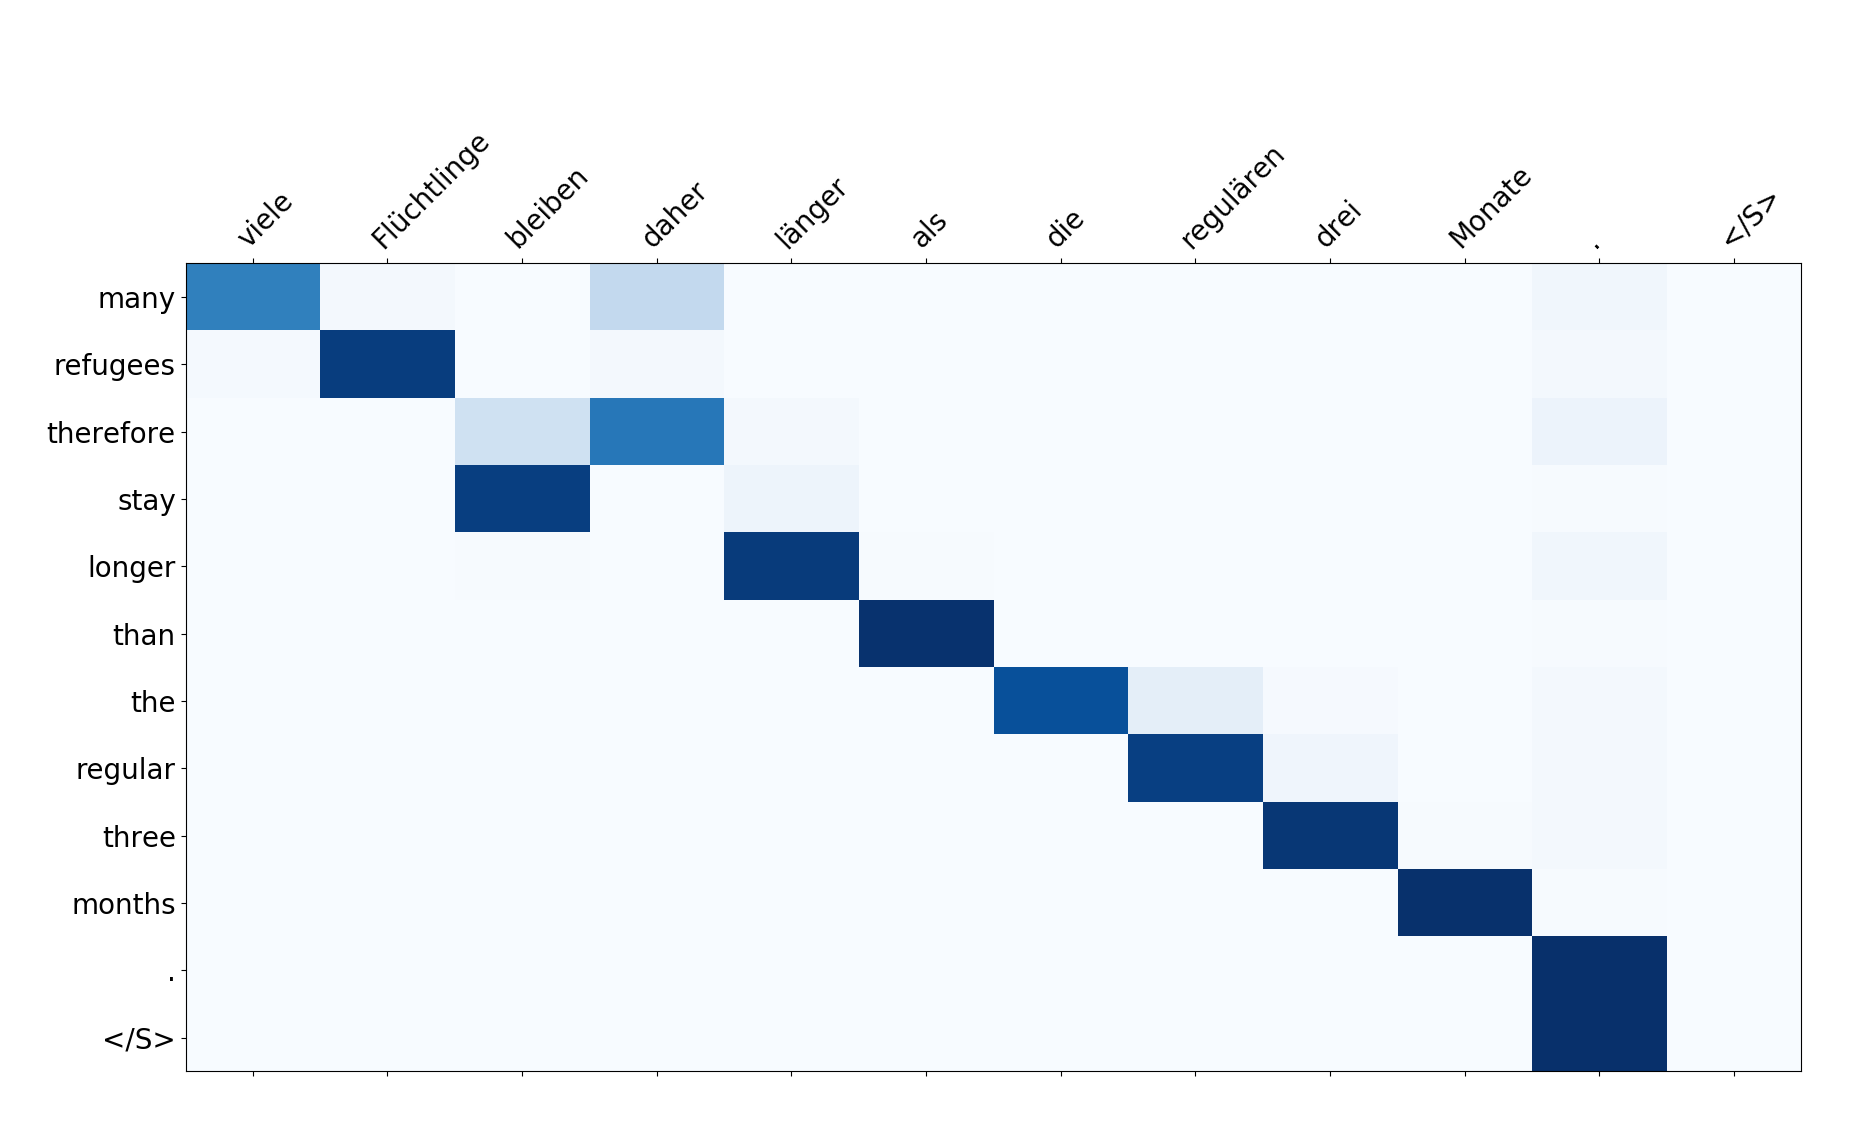 viele
Flüchtlinge
bleiben
daher
länger
als
die
regulären
drei
Monate
.
</S>
many
refugees
therefore
stay
longer
than
the
regular
three
months
.
</S>